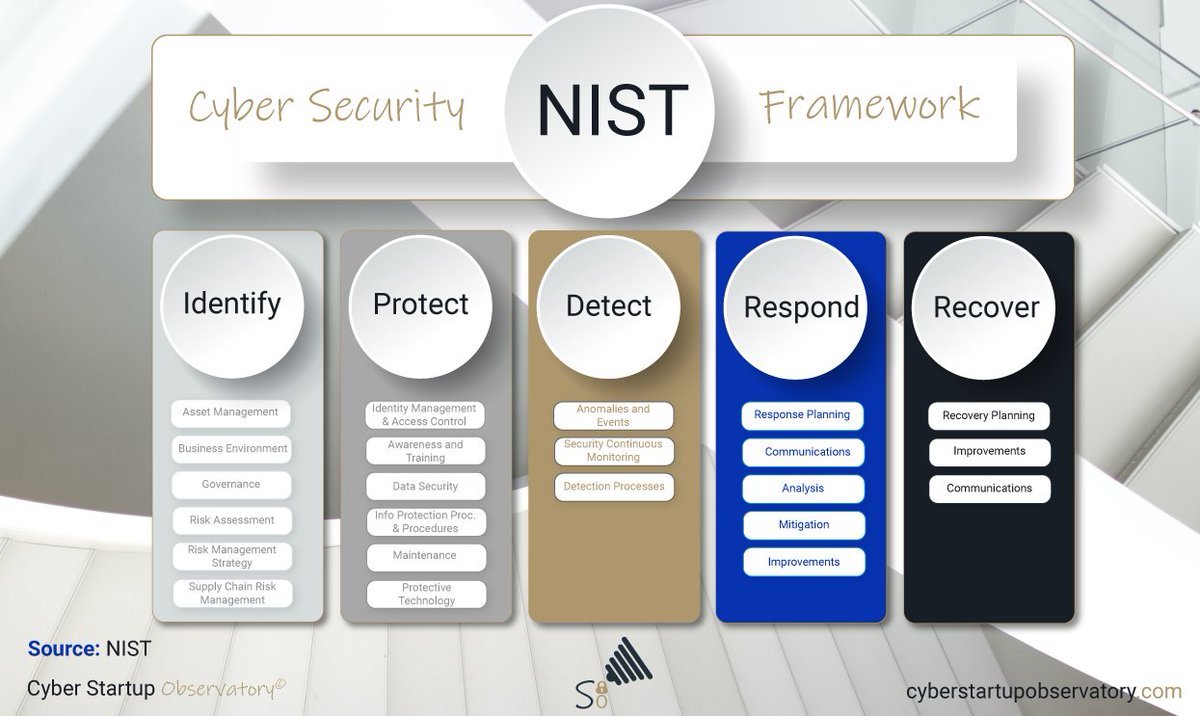 Cyber Security NIST Framework
Identify
Asset Management
Business Environment
Governance
Risk Assessment
Risk Management
Strategy
Supply Chain Risk
Management
Protect
Identity Management
& Access Control
Awareness and
Training
Data Security
Info Protection Proc.
& Procedures
Maintenance
Protective
Technology
Detect
Anomalies and
Events
Security Continuous
Monitoring
Detection Processes
Respond
Response Planning
Communications
Analysis
Mitigation
Improvements
Recover
Recovery Planning
Improvements
Communications
Source: NIST
Cyber Startup Observatory©
So
cyberstartupobservatory.com